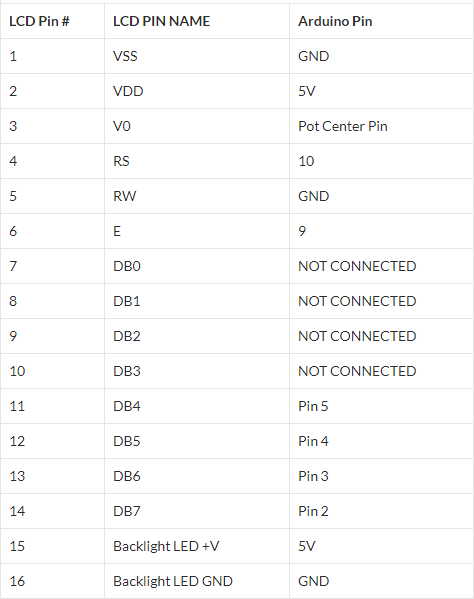 LCD Pin # LCD PIN NAME Arduino Pin
1 VSS GND
2 VDD 5V
3 V0 Pot Center Pin
4 RS 10
5 RW GND
6 E 9
7 DB0 NOT CONNECTED
8 DB1 NOT CONNECTED
9 DB2 NOT CONNECTED
10 DB3 NOT CONNECTED
11 DB4 Pin 5
12 DB5 Pin 4
13 DB6 Pin 3
14 DB7 Pin 2
15 Backlight LED +V 5V
16 Backlight LED GND GND